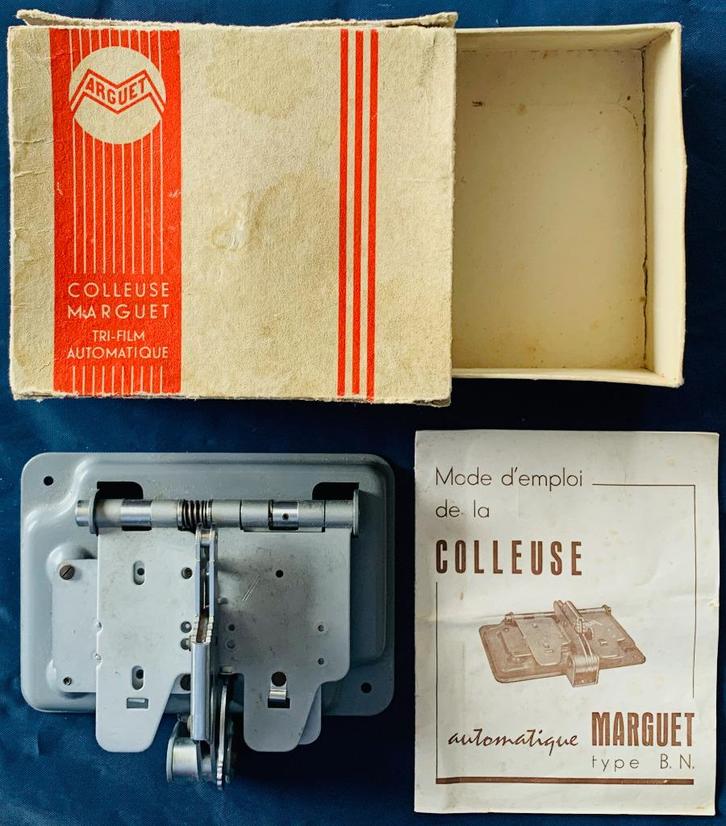 MARGUET
COLLEUSE
MARGUET
TRI-FILM
AUTOMATIQUE
Mode d'emploi
de la
COLLEUSE
automatique MARGUET
type B.N.